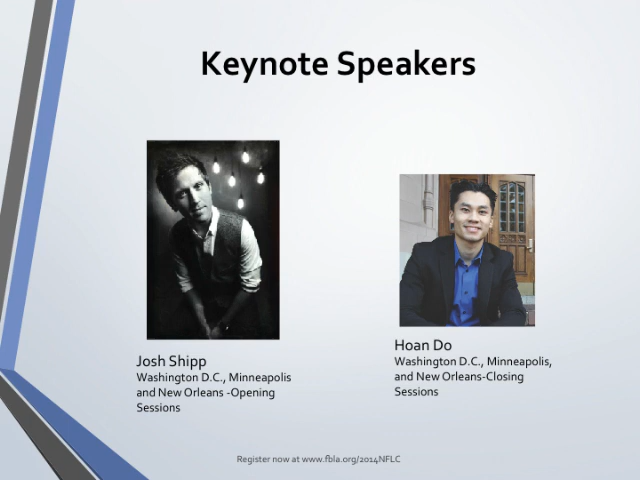 Keynote Speakers
Josh Shipp
Washington D.C., Minneapolis
and New Orleans -Opening
Sessions
Hoan Do
Washington D.C., Minneapolis,
and New Orleans-Closing
Sessions
Register now at www.fbla.org/2014NFLC